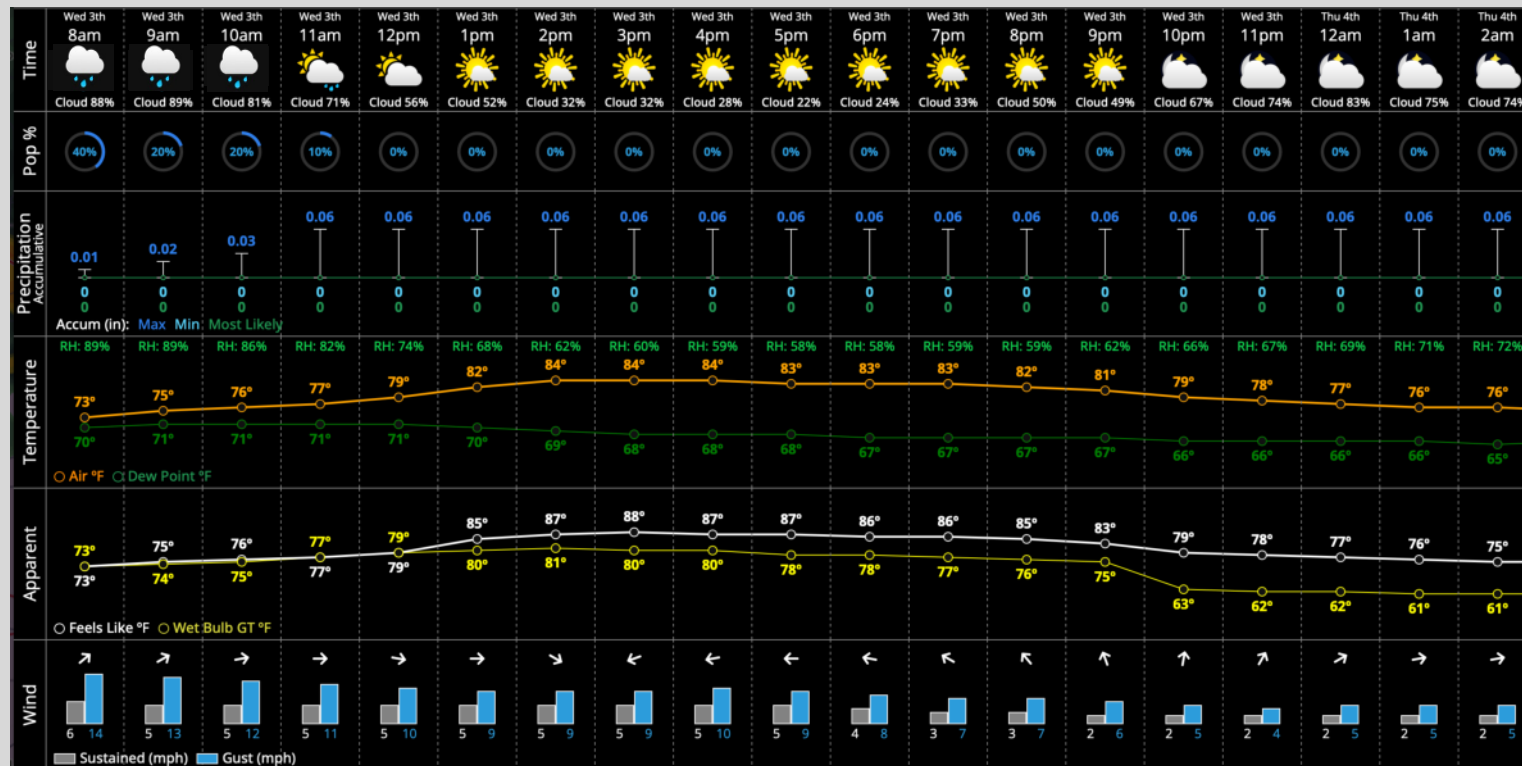 Time
Wed 3rd Wed 3rd Wed 3rd Wed 3rd Wed 3rd Wed 3rd Wed 3rd Wed 3rd Wed 3rd Wed 3rd Wed 3rd Wed 3rd Wed 3rd Wed 3rd Wed 3rd Wed 3rd Thu 4th Thu 4th Thu 4th
8am 9am 10am 11am 12pm 1pm 2pm 3pm 4pm 5pm 6pm 7pm 8pm 9pm 10pm 11pm 12am 1am 2am
Cloud 88% Cloud 89% Cloud 81% Cloud 71% Cloud 56% Cloud 52% Cloud 32% Cloud 32% Cloud 28% Cloud 22% Cloud 24% Cloud 33% Cloud 50% Cloud 49% Cloud 67% Cloud 74% Cloud 83% Cloud 75% Cloud 74%
Pop %
40% 20% 20% 10% 0% 0% 0% 0% 0% 0% 0% 0% 0% 0% 0% 0% 0% 0% 0%
Precipitation
Accumulative
0.01 0.02 0.03 0.06 0.06 0.06 0.06 0.06 0.06 0.06 0.06 0.06 0.06 0.06 0.06 0.06 0.06 0.06 0.06
0 0 0 0 0 0 0 0 0 0 0 0 0 0 0 0 0 0 0
0 0 0 0 0 0 0 0 0 0 0 0 0 0 0 0 0 0 0
Accum (in): Max Min Most Likely
Temperature
RH: 89% RH: 89% RH: 86% RH: 82% RH: 74% RH: 68% RH: 62% RH: 60% RH: 59% RH: 58% RH: 58% RH: 59% RH: 59% RH: 62% RH: 66% RH: 67% RH: 69% RH: 71% RH: 72%
73° 75° 76° 77° 79° 82° 84° 84° 84° 83° 83° 83° 82° 81° 79° 78° 77° 76° 76°
70° 71° 71° 71° 71° 70° 69° 68° 68° 68° 67° 67° 67° 67° 66° 66° 66° 66° 65°
Air °F Dew Point °F
Apparent
73° 75° 76° 77° 79° 85° 87° 88° 87° 87° 86° 86° 85° 83° 79° 78° 77° 76° 75°
73° 74° 75° 77° 79° 80° 81° 80° 80° 78° 78° 77° 76° 75° 63° 62° 62° 61° 61°
Feels Like °F Wet Bulb GT °F
Wind
6 14 5 13 5 12 5 11 5 10 5 9 5 9 5 9 5 10 5 9 4 8 3 7 3 7 2 6 2 5 2 4 2 5 2 5 2 5
Sustained (mph) Gust (mph)